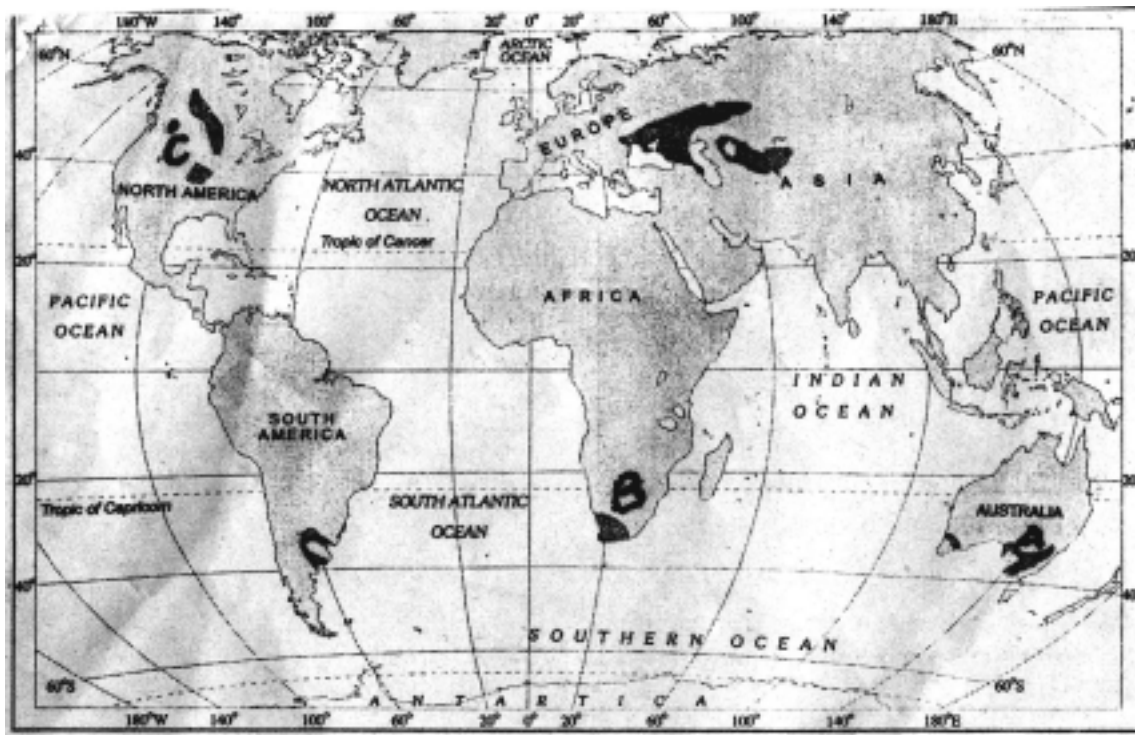 180°W 140° 100° 60° 20° 0° 20° 60° 100° 140° 180°E
60°N
ARCTIC
OCEAN
60°N
EUROPE
C
40°
40°
NORTH AMERICA
NORTH ATLANTIC
OCEAN
ASIA
Tropic of Cancer
20°
20°
PACIFIC
OCEAN
AFRICA
PACIFIC
OCEAN
INDIAN
OCEAN
SOUTH
AMERICA
20°
20°
B
Tropic of Capricorn
SOUTH ATLANTIC
OCEAN
AUSTRALIA
A
40°
40°
SOUTHERN OCEAN
60°S
60°S
ANTARTICA
180°W 140° 100° 60° 20° 0° 20° 60° 100° 140° 180°E